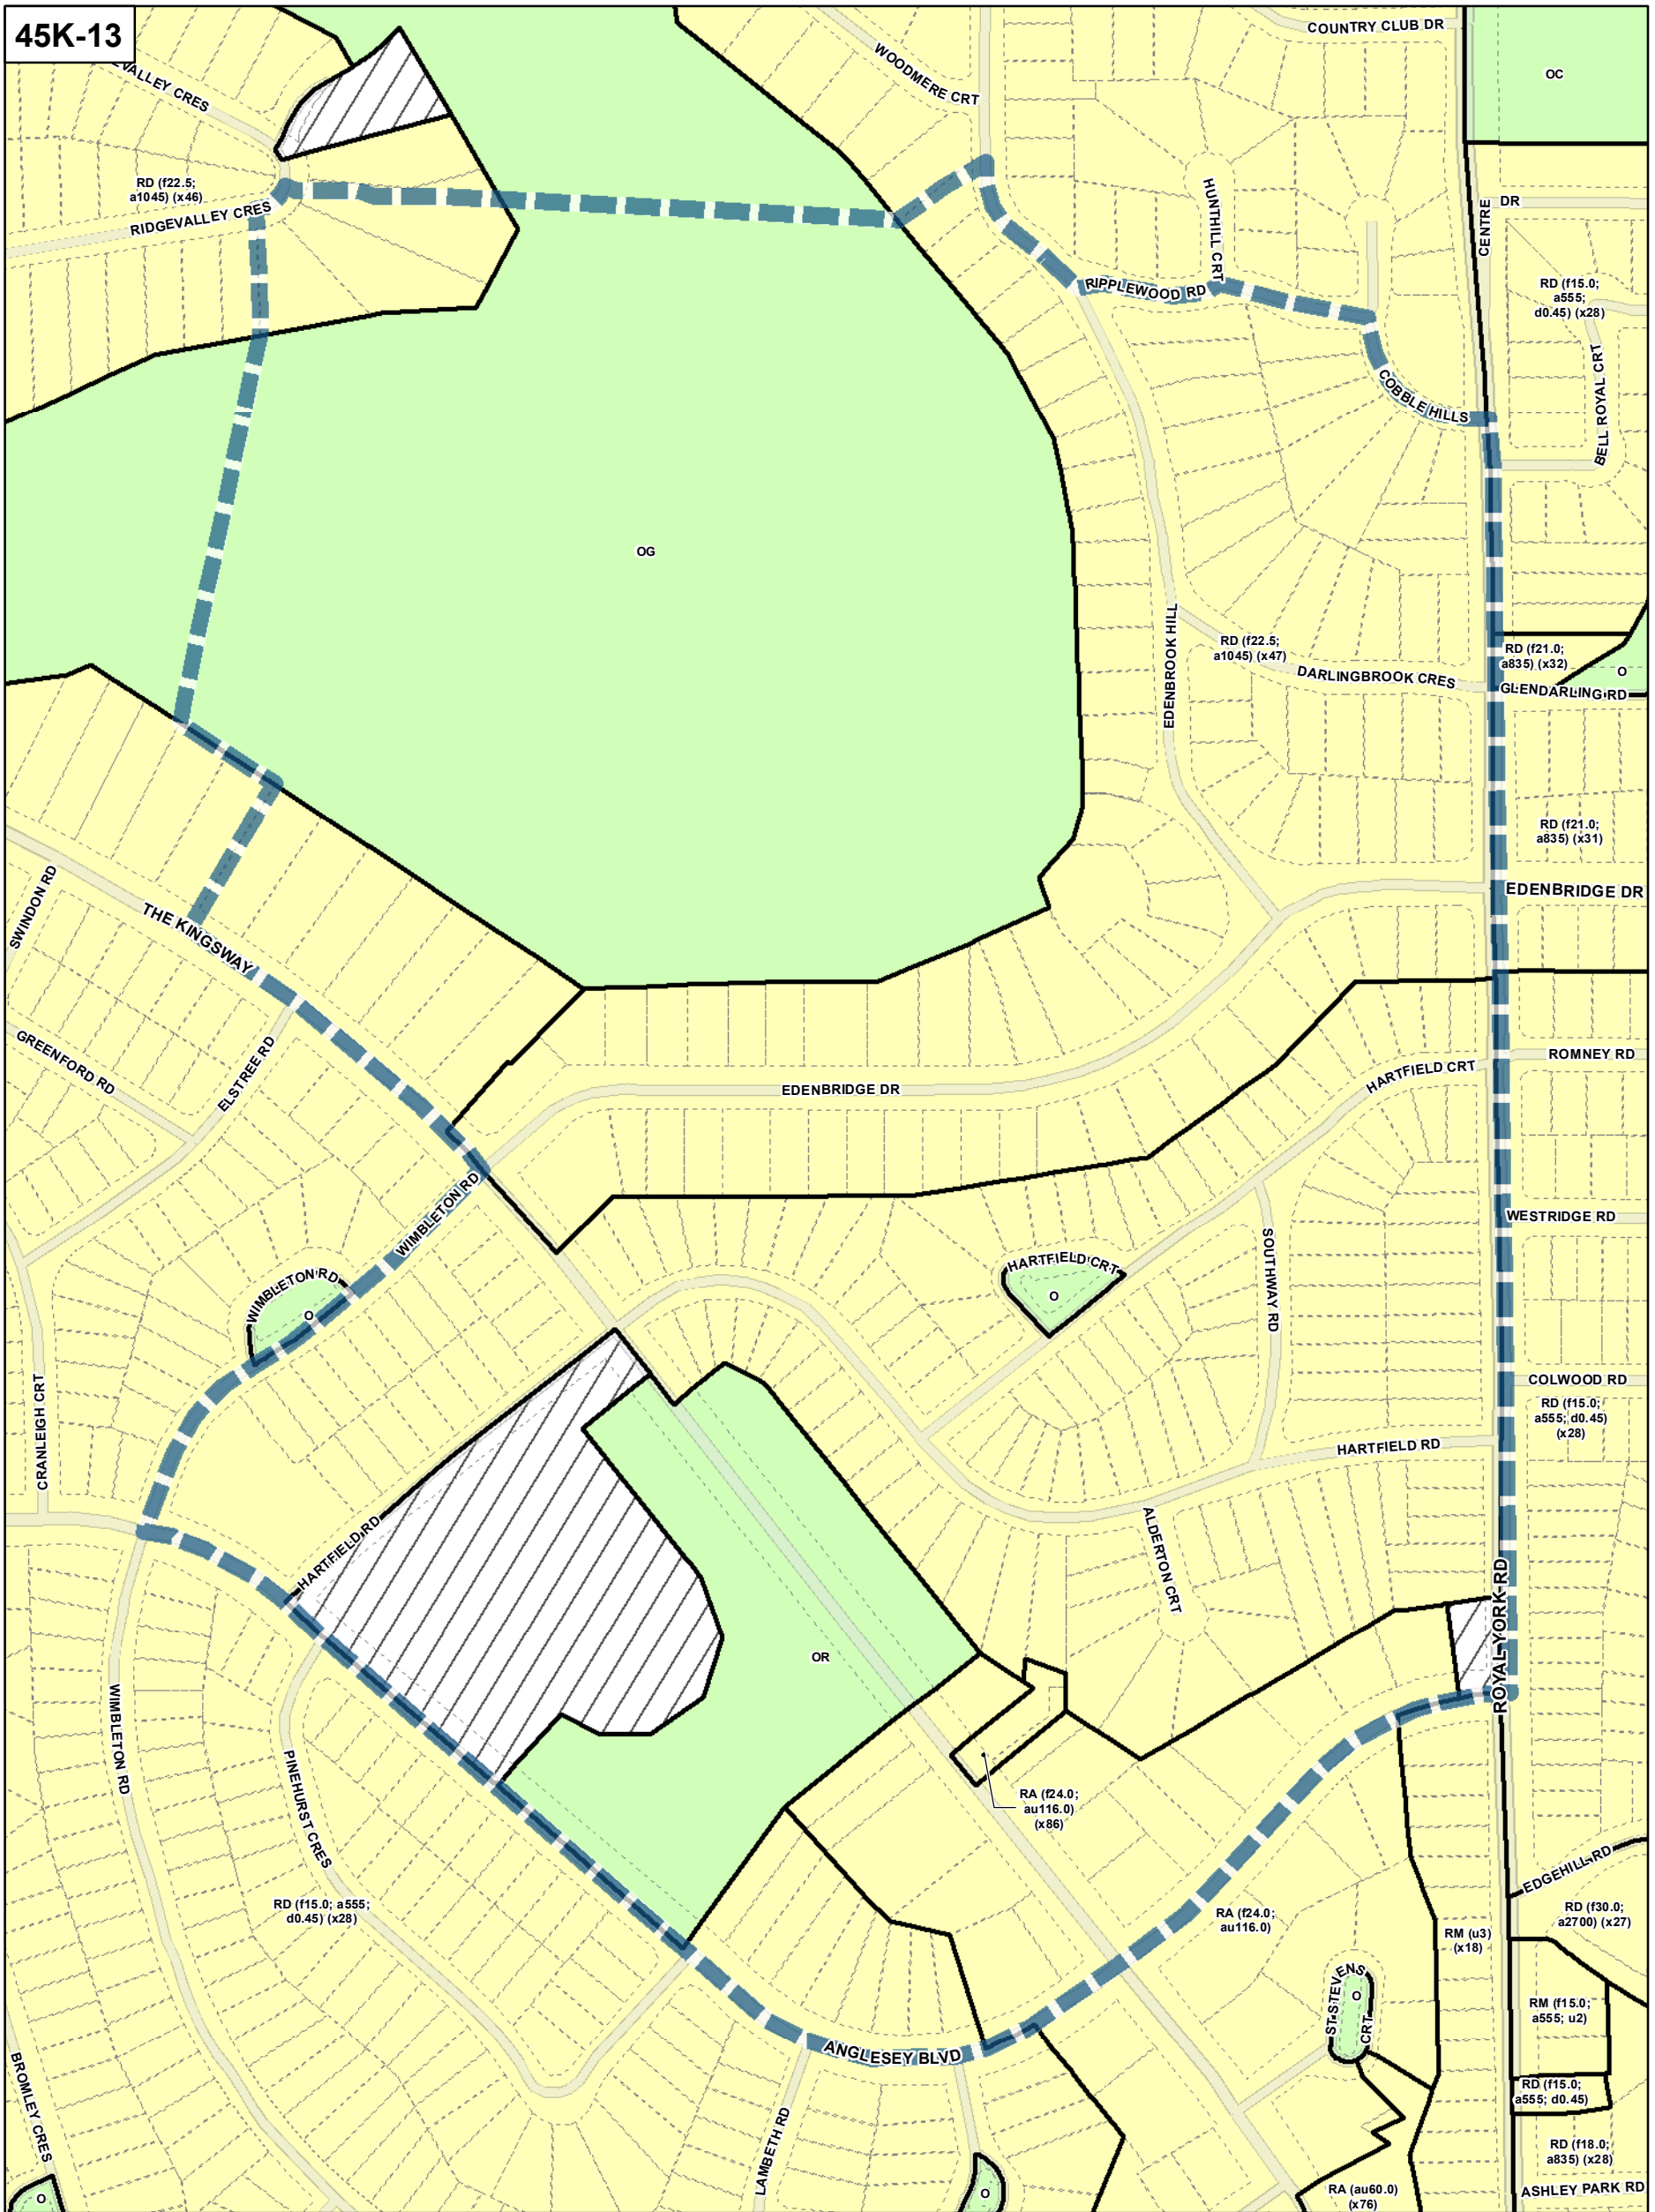 45K-13
COUNTRY CLUB DR
WOODMERE CRT
OC
EVALLEY CRES
RD (f22.5;
a1045) (x46)
RIDGEVALLEY CRES
HUNTHILL CRT
CENTRE
DR
RIPPLEWOOD RD
RD (f15.0;
a555;
d0.45) (x28)
COBBLE HILLS
BELL ROYAL CRT
OG
EDENBROOK HILL
RD (f22.5;
a1045) (x47)
DARLINGBROOK CRES
RD (f21.0;
a835) (x32)
O
GLENDARLING RD
RD (f21.0;
a835) (x31)
SWINDON RD
THE KINGSWAY
EDENBRIDGE DR
GREENFORD RD
ELSTREE RD
EDENBRIDGE DR
ROMNEY RD
HARTFIELD CRT
WIMBLETON RD
WESTRIDGE RD
SOUTHWAY RD
HARTFIELD CRT
O
WIMBLETON RD
O
CRANLEIGH CRT
COLWOOD RD
RD (f15.0;
a555; d0.45)
(x28)
HARTFIELD RD
HARTFIELD RD
ALDERTON CRT
ROYAL YORK RD
OR
WIMBLETON RD
PINEHURST CRES
RA (f24.0;
au116.0)
(x86)
EDGEHILL RD
RD (f15.0; a555;
d0.45) (x28)
RA (f24.0;
au116.0)
RD (f30.0;
a2700) (x27)
RM (u3)
(x18)
ST STEVENS
CRT
O
RM (f15.0;
a555; u2)
ANGLESEY BLVD
BROMLEY CRES
LAMBETH RD
RD (f15.0;
a555; d0.45)
RD (f18.0;
a835) (x28)
O
O
RA (au60.0)
(x76)
ASHLEY PARK RD